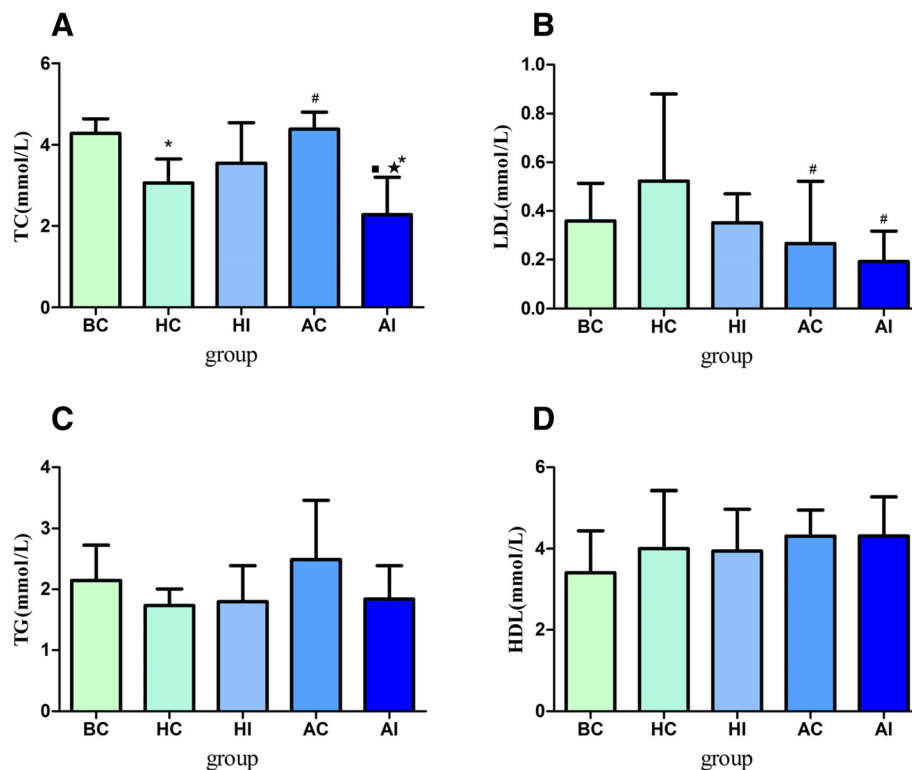 A
TC(mmol/L)
6
4
2
0
*
#
■ ★*
BC HC HI AC AI
group
B
LDL(mmol/L)
1.0
0.8
0.6
0.4
0.2
0.0
#
#
BC HC HI AC AI
group
C
TG(mmol/L)
4
3
2
1
0
BC HC HI AC AI
group
D
HDL(mmol/L)
6
4
2
0
BC HC HI AC AI
group